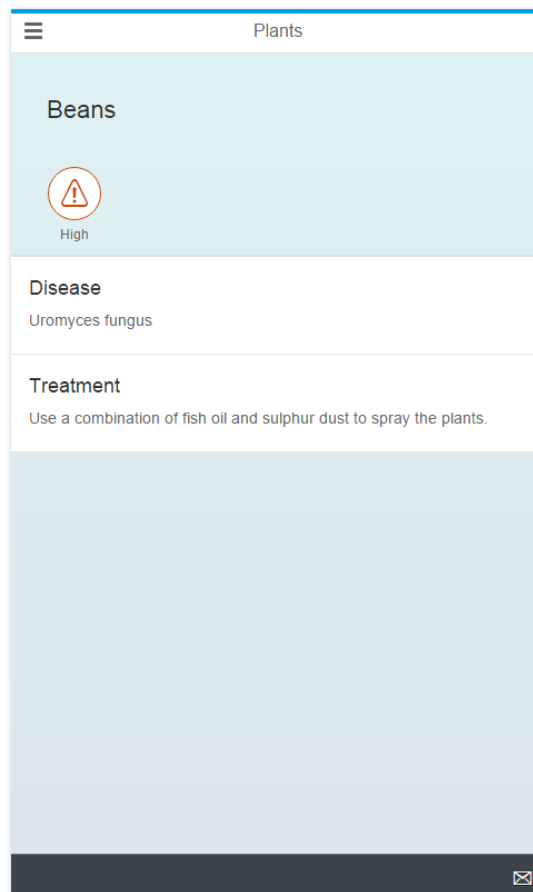 Plants
Beans
High
Disease
Uromyces fungus
Treatment
Use a combination of fish oil and sulphur dust to spray the plants.